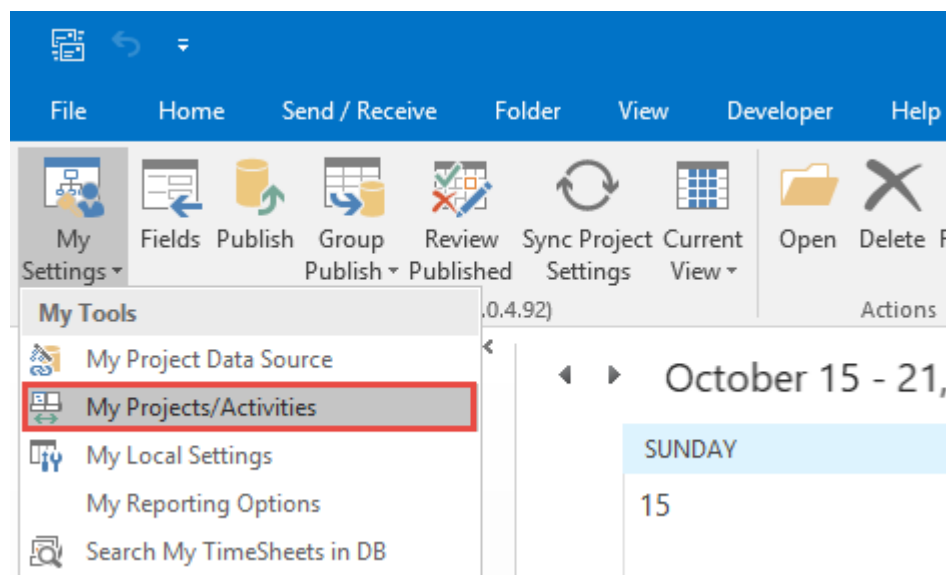 File Home Send / Receive Folder View Developer Help
My Settings Fields Publish Group Publish Review Published Sync Project Settings Current View Open Delete
.0.4.92) Actions
My Tools
My Project Data Source
My Projects/Activities
My Local Settings
My Reporting Options
Search My TimeSheets in DB
October 15 - 21,
SUNDAY
15